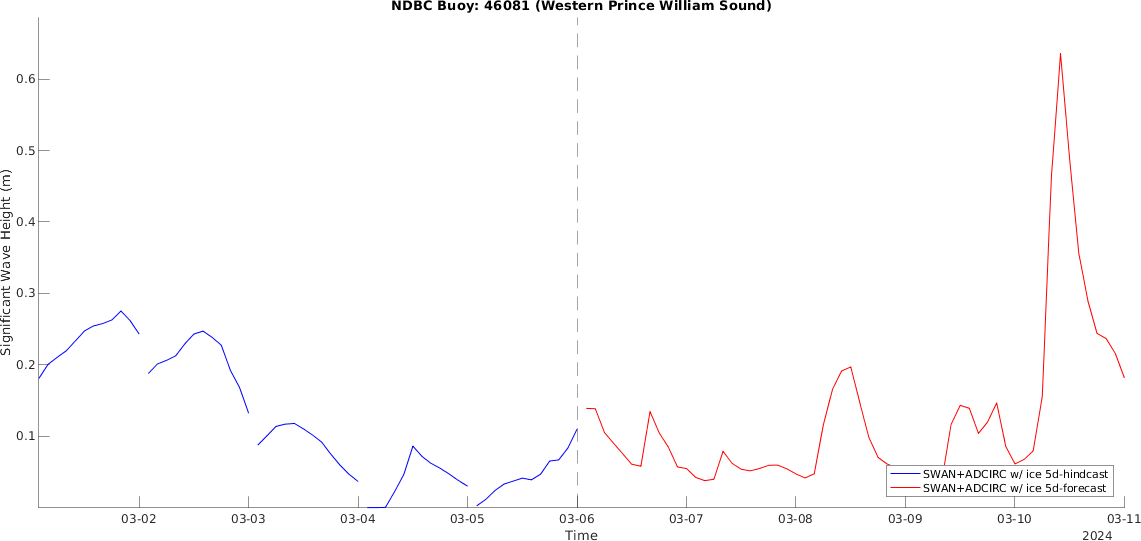 NDBC Buoy: 46081 (Western Prince William Sound)
Significant Wave Height (m)
0.6
0.5
0.4
0.3
0.2
0.1
SWAN+ADCIRC w/ ice 5d-hindcast
SWAN+ADCIRC w/ ice 5d-forecast
03-02 03-03 03-04 03-05 03-06 03-07 03-08 03-09 03-10 03-11
Time
2024